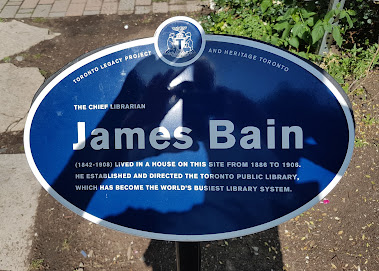 TORONTO LEGACY PROJECT AND HERITAGE TORONTO
THE CHIEF LIBRARIAN
James Bain
(1842-1908) LIVED IN A HOUSE ON THIS SITE FROM 1886 TO 1908.
HE ESTABLISHED AND DIRECTED THE TORONTO PUBLIC LIBRARY,
WHICH HAS BECOME THE WORLD'S BUSIEST LIBRARY SYSTEM.